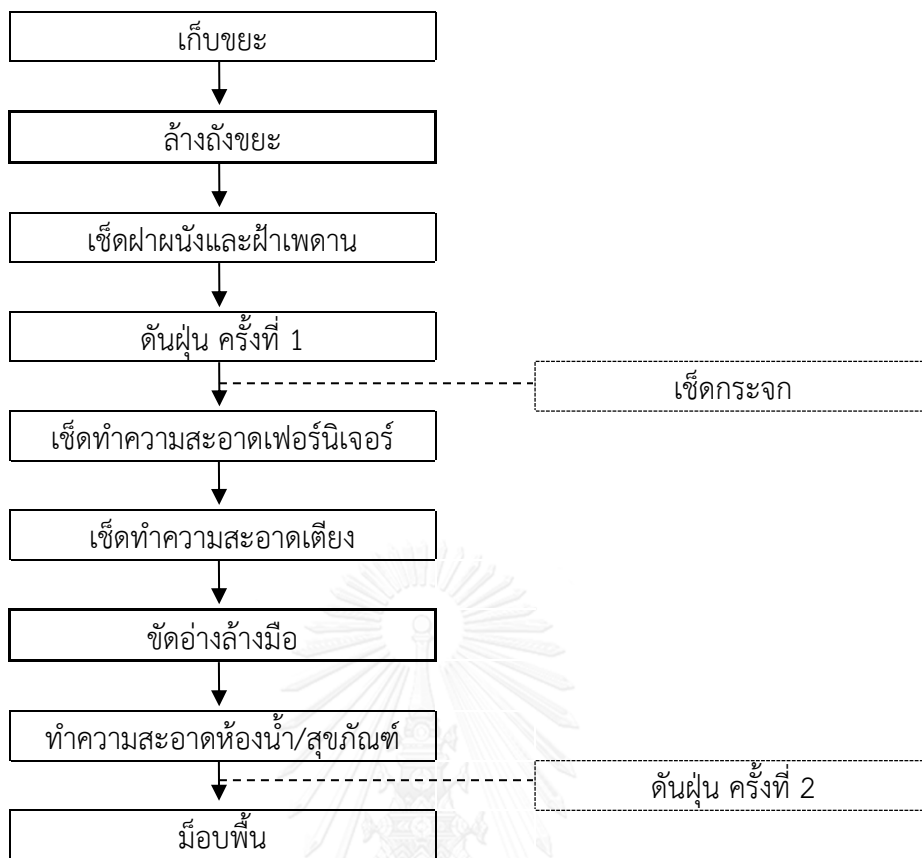 เก็บขยะ
ล้างถังขยะ
เช็ดฝาผนังและฝ้าเพดาน
ดันฝุ่น ครั้งที่ 1
เช็ดกระจก
เช็ดทำความสะอาดเฟอร์นิเจอร์
เช็ดทำความสะอาดเตียง
ขัดอ่างล้างมือ
ทำความสะอาดห้องน้ำ/สุขภัณฑ์
ดันฝุ่น ครั้งที่ 2
ม็อบพื้น